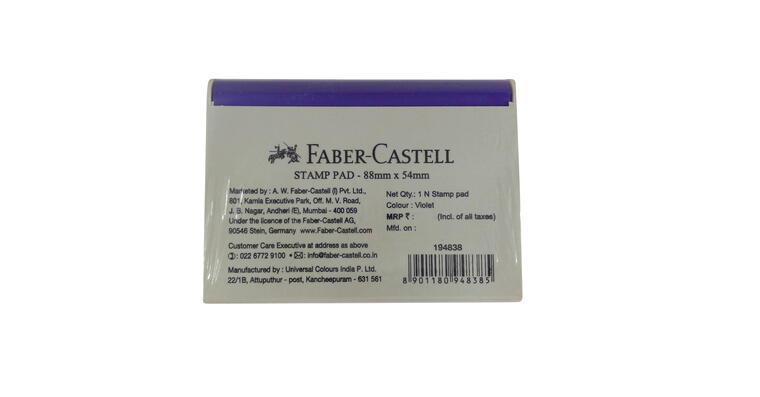 FABER-CASTELL
STAMP PAD - 88mm x 54mm
Marketed by : A. W. Faber-Castell (I) Pvt. Ltd.,
801, Kamla Executive Park, Off. M. V. Road,
J. B. Nagar, Andheri (E), Mumbai - 400 059
Under the licence of the Faber-Castell AG,
90546 Stein, Germany www.Faber-Castell.com
Customer Care Executive at address as above
: 022 6772 9100 • : info@faber-castell.co.in
Manufactured by : Universal Colours India P. Ltd.
22/1B, Attuputhur - post, Kancheepuram - 631 561
Net Qty.: 1 N Stamp pad
Colour : Violet
MRP ₹ : (Incl. of all taxes)
Mfd. on :
194838
8 901180 948385